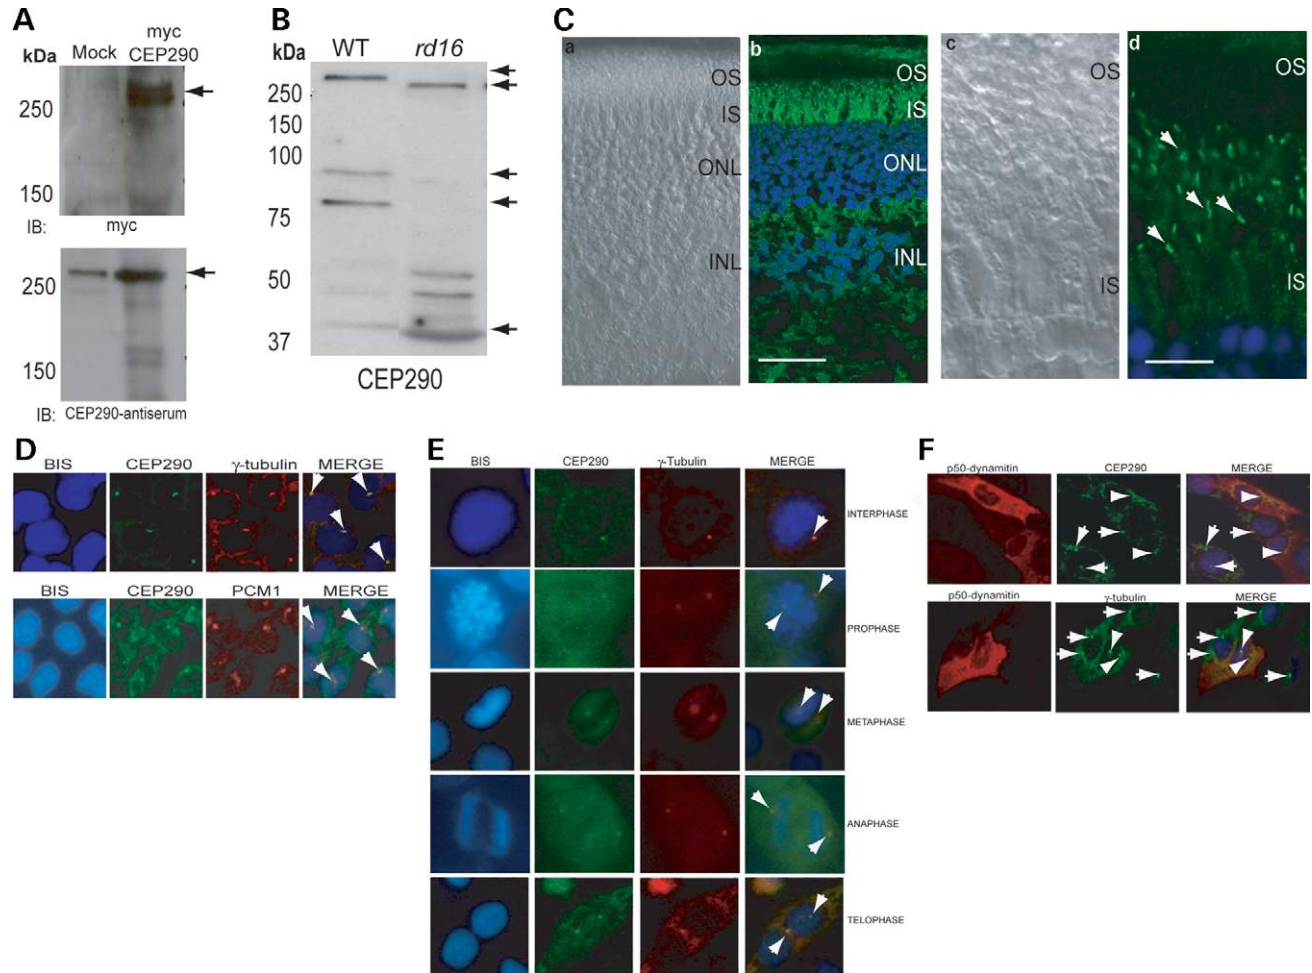 A
myc
kDa Mock CEP290
250
150
IB: myc
250
150
IB: CEP290-antiserum
B
kDa WT rd16
250
150
100
75
50
37
CEP290
C
a b c d
OS OS OS OS
IS IS
ONL ONL
INL INL
IS IS
D
BIS CEP290 γ-tubulin MERGE
BIS CEP290 PCM1 MERGE
E
BIS CEP290 γ-Tubulin MERGE
INTERPHASE
PROPHASE
METAPHASE
ANAPHASE
TELOPHASE
F
p50-dynamitin CEP290 MERGE
p50-dynamitin γ-tubulin MERGE